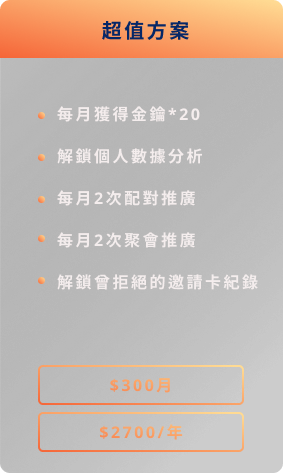 超值方案
每月獲得金鑰*20
解鎖個人數據分析
每月2次配對推廣
每月2次聚會推廣
解鎖曾拒絕的邀請卡紀錄
$300月
$2700/年